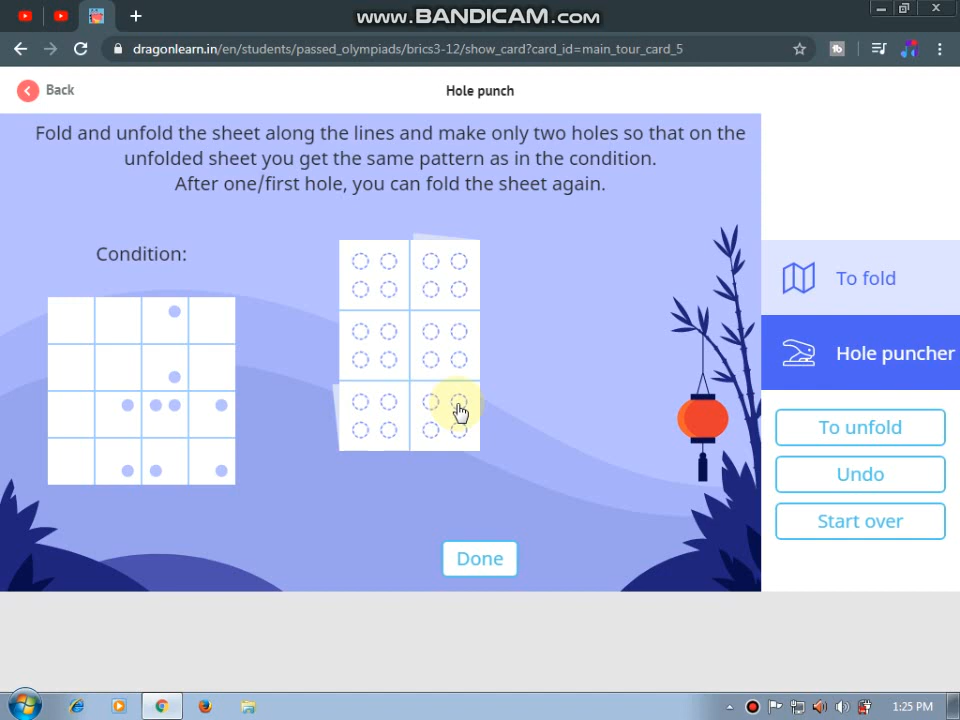 www.BANDICAM.com
dragonlearn.in/en/students/passed_olympiads/brics3-12/show_card?card_id=main_tour_card_5
Back
Hole punch
Fold and unfold the sheet along the lines and make only two holes so that on the
unfolded sheet you get the same pattern as in the condition.
After one/first hole, you can fold the sheet again.
Condition:
To fold
Hole puncher
To unfold
Undo
Start over
Done
1:25 PM